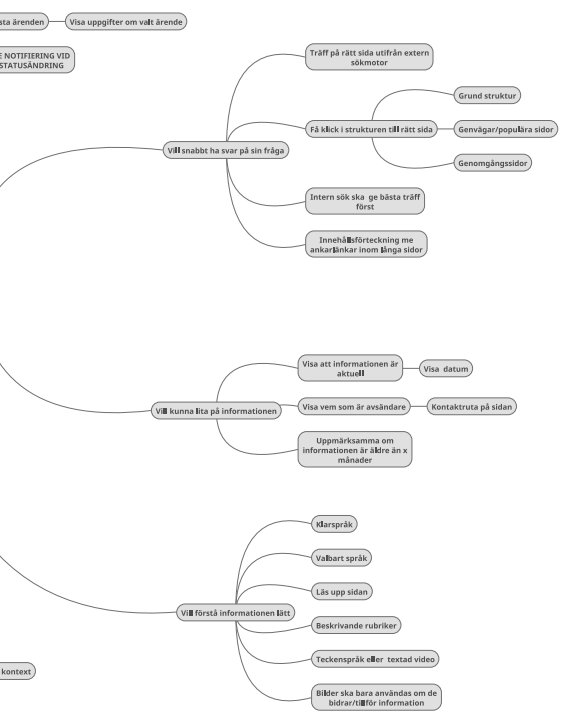 sta ärenden
Visa uppgifter om valt ärende
E NOTIFIERING VID
STATUSÄNDRING
Träff på rätt sida utifrån extern
sökmotor
Grund struktur
Få klick i strukturen till rätt sida
Genvägar/populära sidor
Vill snabbt ha svar på sin fråga
Genomgångssidor
Intern sök ska  ge bästa träff
först
Innehållsförteckning me
ankarlänkar inom långa sidor
Visa att informationen är
aktuell
Visa  datum
Vill kunna lita på informationen
Visa vem som är avsändare
Kontaktruta på sidan
Uppmärksamma om
informationen är äldre än x
månader
Klarspråk
Valbart språk
Läs upp sidan
Vill förstå informationen lätt
Beskrivande rubriker
Teckenspråk eller  textad video
kontext
Bilder ska bara användas om de
bidrar/tillför information